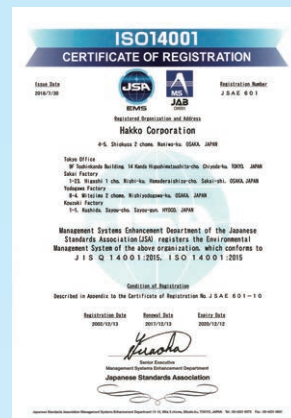 ISO14001
CERTIFICATE OF REGISTRATION
Issue Date
Registration Number
JSAE 601
JSA
EMS
MS
JAB
Registered Organization and Address
Hakko Corporation
4-5, Shiokusa 2 chome, Naniwa-ku, OSAKA, JAPAN
Tokyo Office
Sakai Factory
Yodogawa Factory
Kouzuki Factory
Management Systems Enhancement Department of the Japanese
Standards Association(JSA) registers the Environmental
Management System of the above organization, which conforms to
JIS Q 14001:2015, ISO 14001:2015
Condition of Registration
Described in Appendix to the Certificate of Registration No. JSAE 601-10
Registration Date Renewal Date Expiry Date
2002/12/13 2017/12/13 2020/12/12
Senior Executive
Management Systems Enhancement Department
Japanese Standards Association